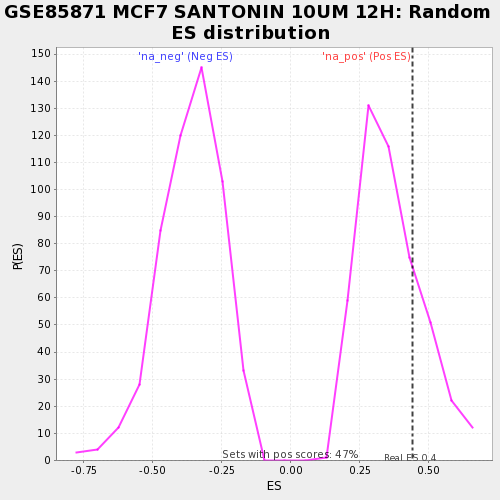 GSE85871 MCF7 SANTONIN 10UM 12H: Random
ES distribution
'na_neg' (Neg ES)
'na_pos' (Pos ES)
150
140
130
120
110
100
90
80
70
60
50
40
30
20
10
0
P(ES)
Sets with pos scores: 47%
Real ES 0.4
-0.75
-0.50
-0.25
0.00
0.25
0.50
ES